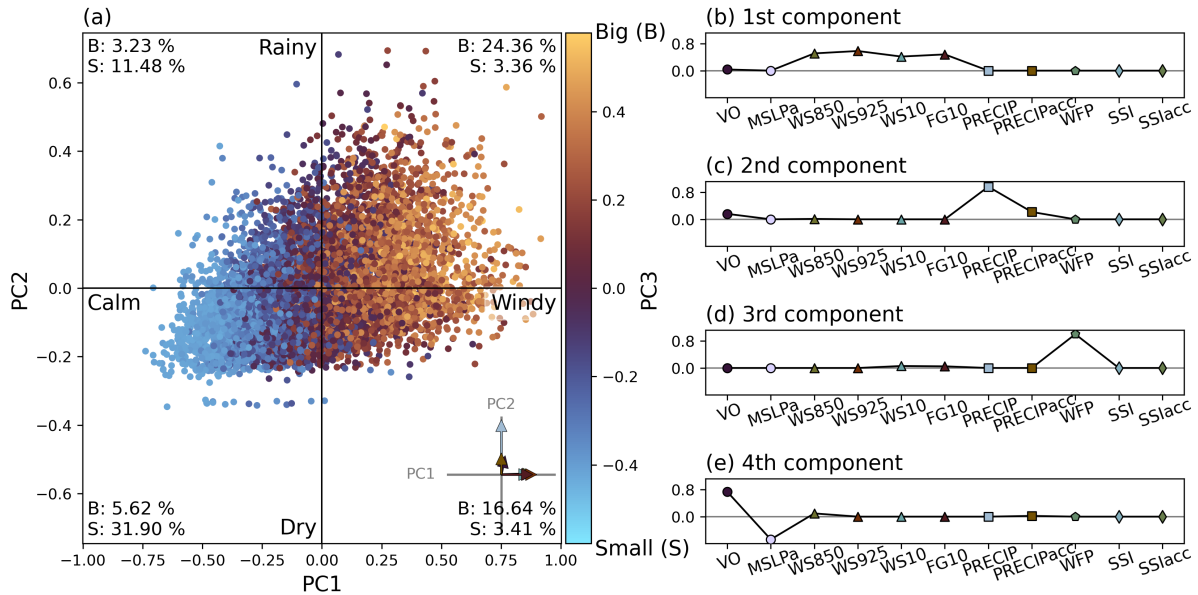 (a)
B: 3.23 %
S: 11.48 %
Rainy
B: 24.36 %
S: 3.36 %
Calm
Windy
B: 5.62 %
S: 31.90 %
Dry
B: 16.64 %
S: 3.41 %
PC2
PC1
0.6
0.4
0.2
0.0
−0.2
−0.4
−0.6
PC2
−1.00
−0.75
−0.50
−0.25
0.00
0.25
0.50
0.75
1.00
PC1
Big (B)
0.4
0.2
0.0
−0.2
−0.4
PC3
Small (S)
(b) 1st component
0.8
0.0
VO
MSLPa
WS850
WS925
WS10
FG10
PRECIP
PRECIPacc
WFP
SSI
SSIacc
(c) 2nd component
0.8
0.0
VO
MSLPa
WS850
WS925
WS10
FG10
PRECIP
PRECIPacc
WFP
SSI
SSIacc
(d) 3rd component
0.8
0.0
VO
MSLPa
WS850
WS925
WS10
FG10
PRECIP
PRECIPacc
WFP
SSI
SSIacc
(e) 4th component
0.8
0.0
VO
MSLPa
WS850
WS925
WS10
FG10
PRECIP
PRECIPacc
WFP
SSI
SSIacc